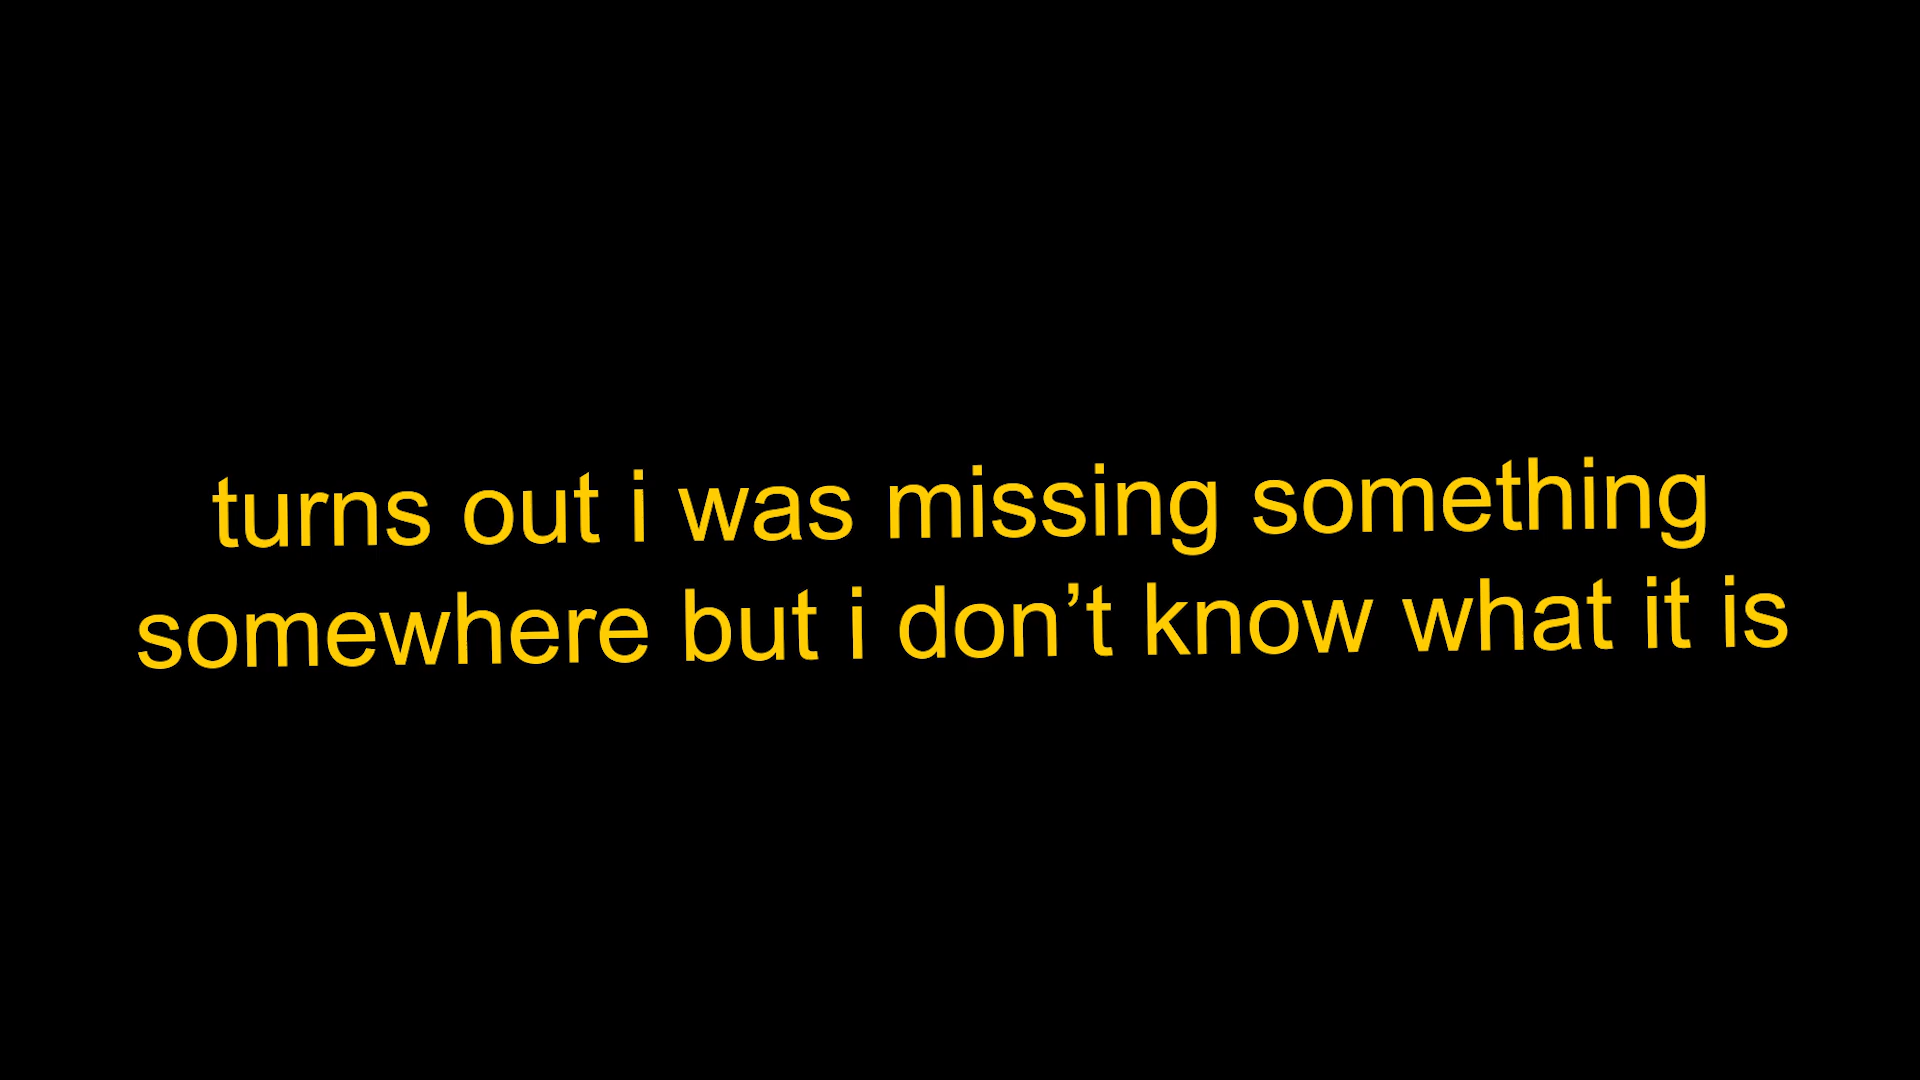 turns out i was missing something
somewhere but i don’t know what it is